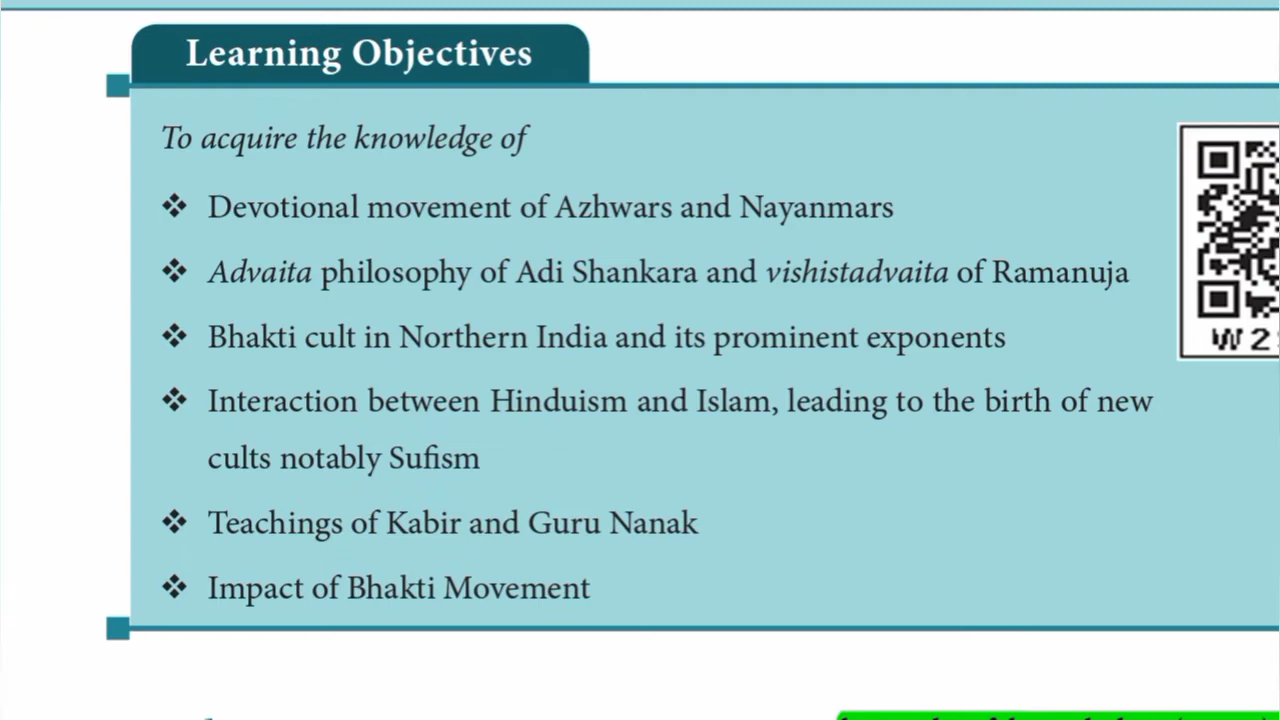 Learning Objectives
To acquire the knowledge of
❖ Devotional movement of Azhwars and Nayanmars
❖ Advaita philosophy of Adi Shankara and vishistadvaita of Ramanuja
❖ Bhakti cult in Northern India and its prominent exponents
❖ Interaction between Hinduism and Islam, leading to the birth of new
cults notably Sufism
❖ Teachings of Kabir and Guru Nanak
❖ Impact of Bhakti Movement
W 2